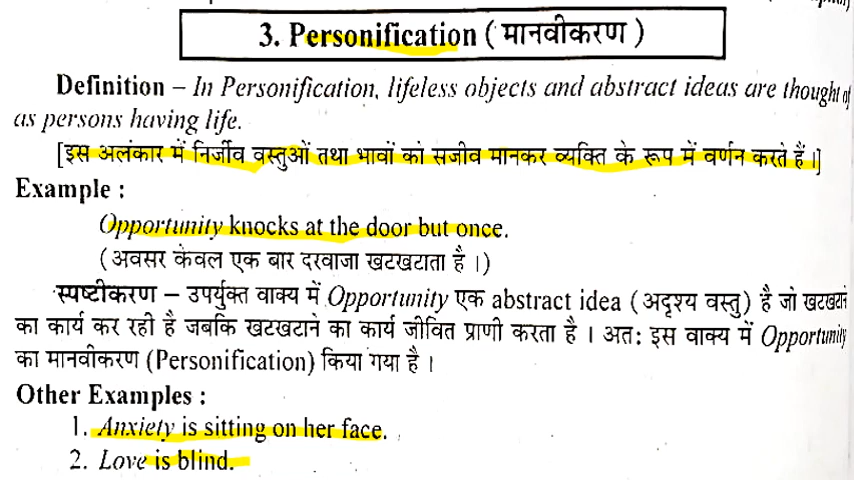 3. Personification ( मानवीकरण )
Definition – In Personification, lifeless objects and abstract ideas are thought of
as persons having life.
[इस अलंकार में निर्जीव वस्तुओं तथा भावों को सजीव मानकर व्यक्ति के रूप में वर्णन करते हैं।]
Example :
Opportunity knocks at the door but once.
( अवसर केवल एक बार दरवाजा खटखटाता है ।)
स्पष्टीकरण – उपर्युक्त वाक्य में Opportunity एक abstract idea ( अदृश्य वस्तु ) है जो खटखटाने
का कार्य कर रही है जबकि खटखटाने का कार्य जीवित प्राणी करता है । अत: इस वाक्य में Opportunity
का मानवीकरण (Personification) किया गया है ।
Other Examples :
1. Anxiety is sitting on her face.
2. Love is blind.